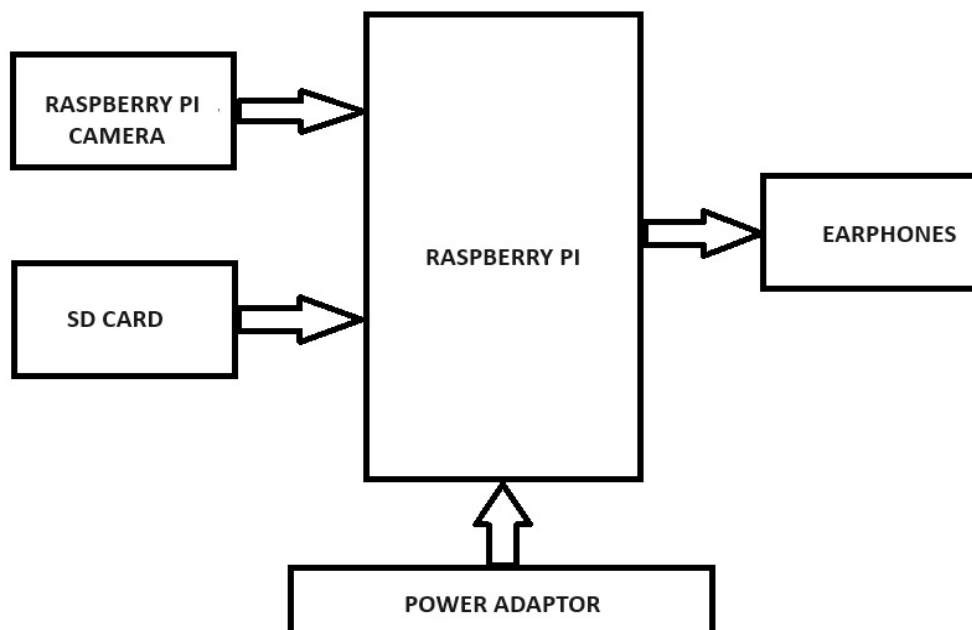 RASPBERRY PI
CAMERA
RASPBERRY PI
EARPHONES
SD CARD
POWER ADAPTOR